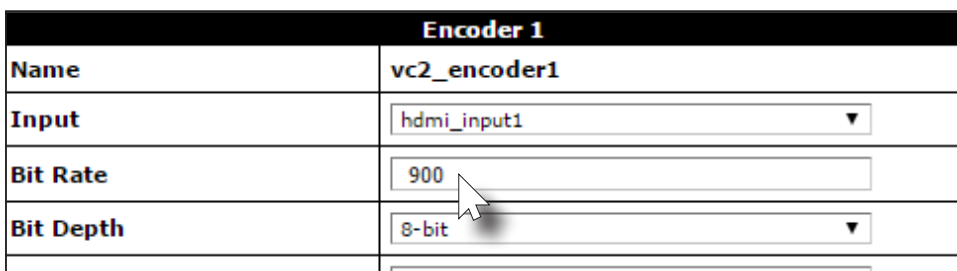 Encoder 1
Name vc2_encoder1
Input hdmi_input1
Bit Rate 900
Bit Depth 8-bit